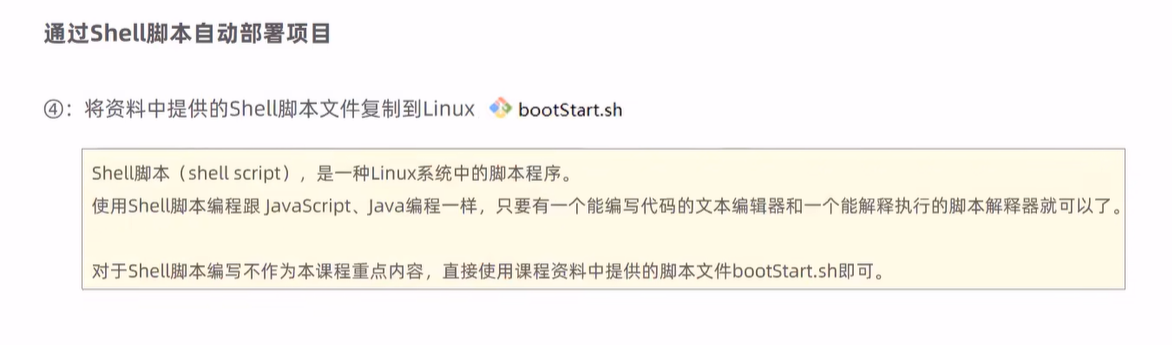 通过Shell脚本自动部署项目
④：将资料中提供的Shell脚本文件复制到Linux bootStart.sh
Shell脚本（shell script），是一种Linux系统中的脚本程序。
使用Shell脚本编程跟 JavaScript、Java编程一样，只要有一个能编写代码的文本编辑器和一个能解释执行的脚本解释器就可以了。
对于Shell脚本编写不作为本课程重点内容，直接使用课程资料中提供的脚本文件bootStart.sh即可。